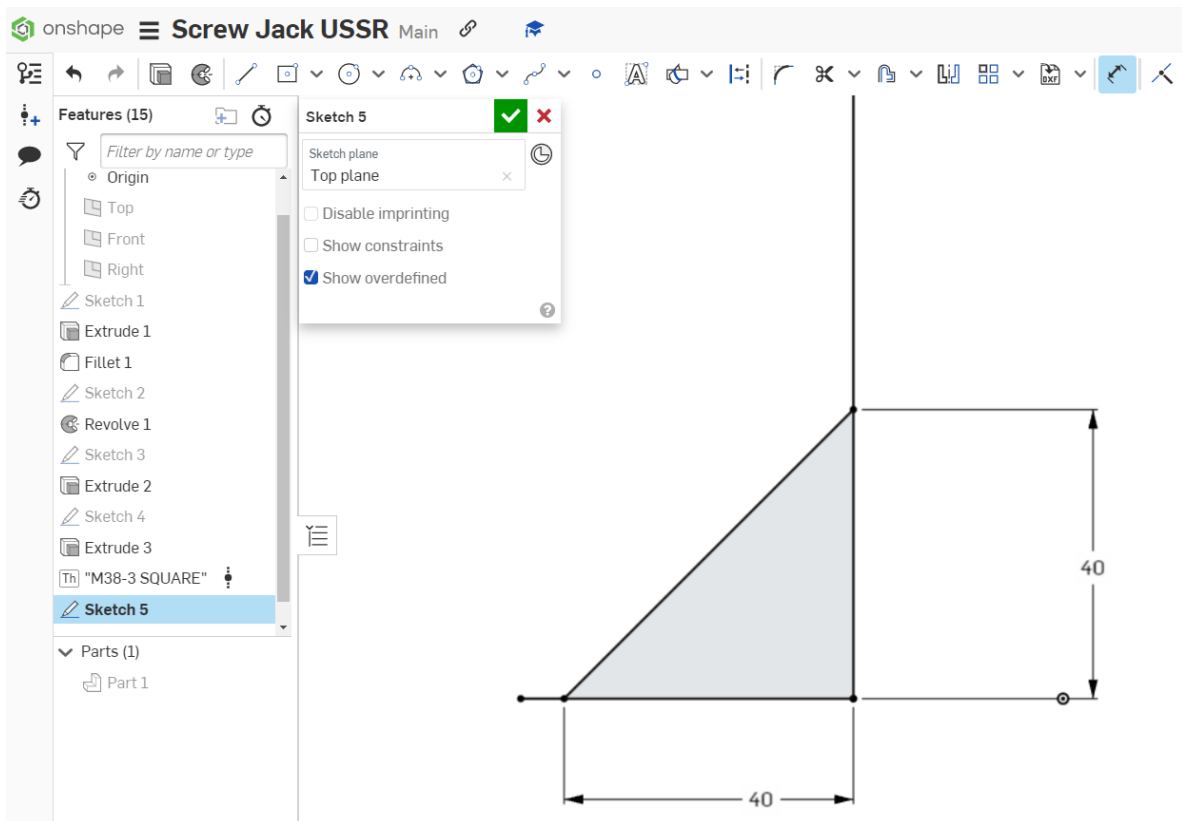 onshape Screw Jack USSR Main
DXF
Features (15)
Filter by name or type
Origin
Top
Front
Right
Sketch 1
Extrude 1
Fillet 1
Sketch 2
Revolve 1
Sketch 3
Extrude 2
Sketch 4
Extrude 3
Th "M38-3 SQUARE"
Sketch 5
Parts (1)
Part 1
Sketch 5
Sketch plane
Top plane
Disable imprinting
Show constraints
Show overdefined
?
40
40